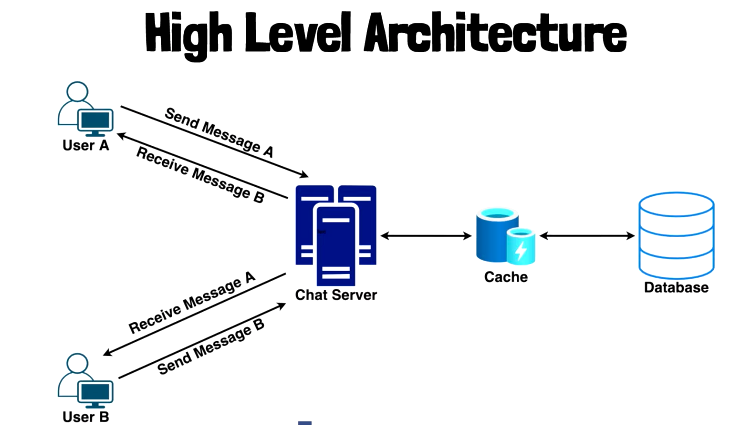 High Level Architecture
User A
Send Message A
Receive Message B
Chat Server
Cache
Database
Receive Message A
Send Message B
User B